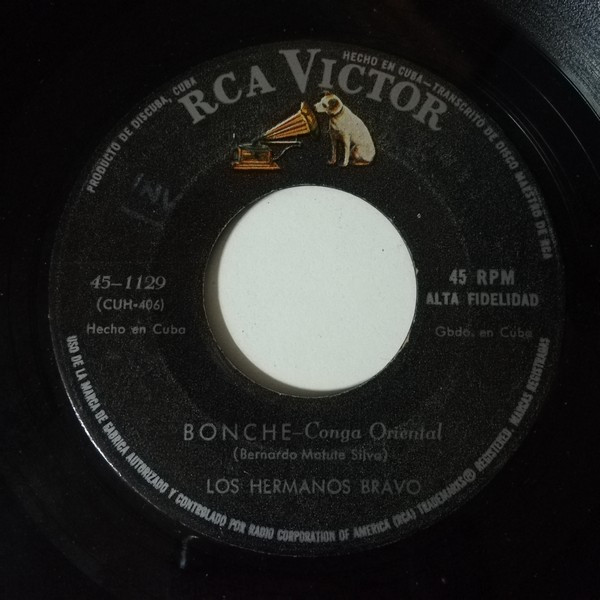 RCA VICTOR
PRODUCTO DE DISCUBA, CUBA
HECHO EN CUBA—TRANSCRITO DE DISCO MAESTRO DE RCA
INV
45-1129
(CUH-406)
Hecho en Cuba
45 RPM
ALTA FIDELIDAD
Gbdo. en Cuba
BONCHE—Conga Oriental
(Bernardo Matute Silva)
LOS HERMANOS BRAVO
USO DE LA MARCA DE FABRICA AUTORIZADO Y CONTROLADO POR RADIO CORPORATION OF AMERICA (RCA) TRADMARKS® REGISTERED. MARCAS REGISTRADAS